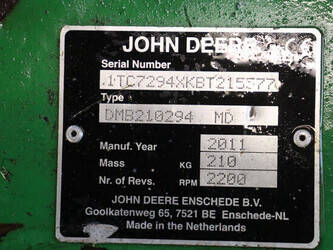 JOHN DEERE
Serial Number
1TC7294XKBT215377
Type
DMB210294 MD
Manuf. Year 2011
Mass KG 210
Nr. of Revs. RPM 2200
JOHN DEERE ENSCHEDE B.V.
Goolkatenweg 65, 7521 BE Enschede-NL
Made in the Netherlands